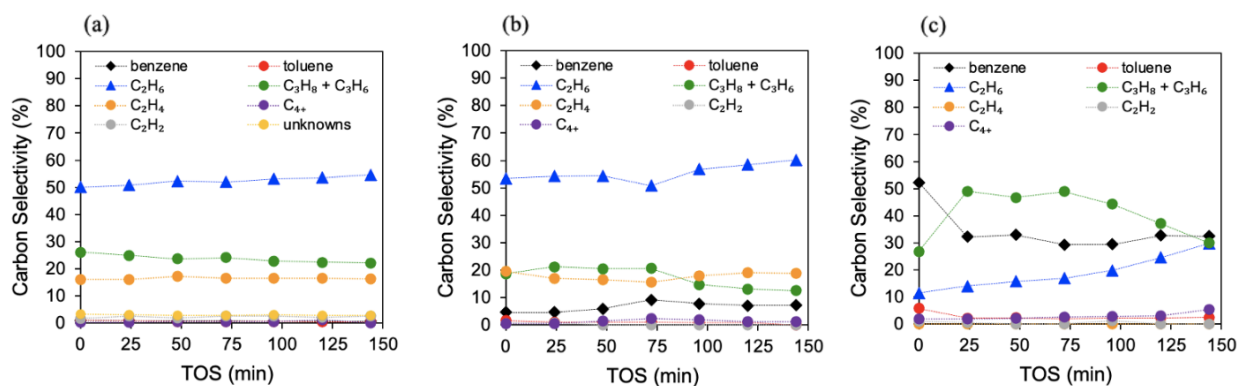 (a)
Carbon Selectivity (%)
100
90
80
70
60
50
40
30
20
10
0
benzene
toluene
C₂H₆
C₃H₈ + C₃H₆
C₂H₄
C₄₊
C₂H₂
unknowns
0 25 50 75 100 125 150
TOS (min)
(b)
Carbon Selectivity (%)
100
90
80
70
60
50
40
30
20
10
0
benzene
toluene
C₂H₆
C₃H₈ + C₃H₆
C₂H₄
C₂H₂
C₄₊
0 25 50 75 100 125 150
TOS (min)
(c)
Carbon Selectivity (%)
100
90
80
70
60
50
40
30
20
10
0
benzene
toluene
C₂H₆
C₃H₈ + C₃H₆
C₂H₄
C₂H₂
C₄₊
0 25 50 75 100 125 150
TOS (min)